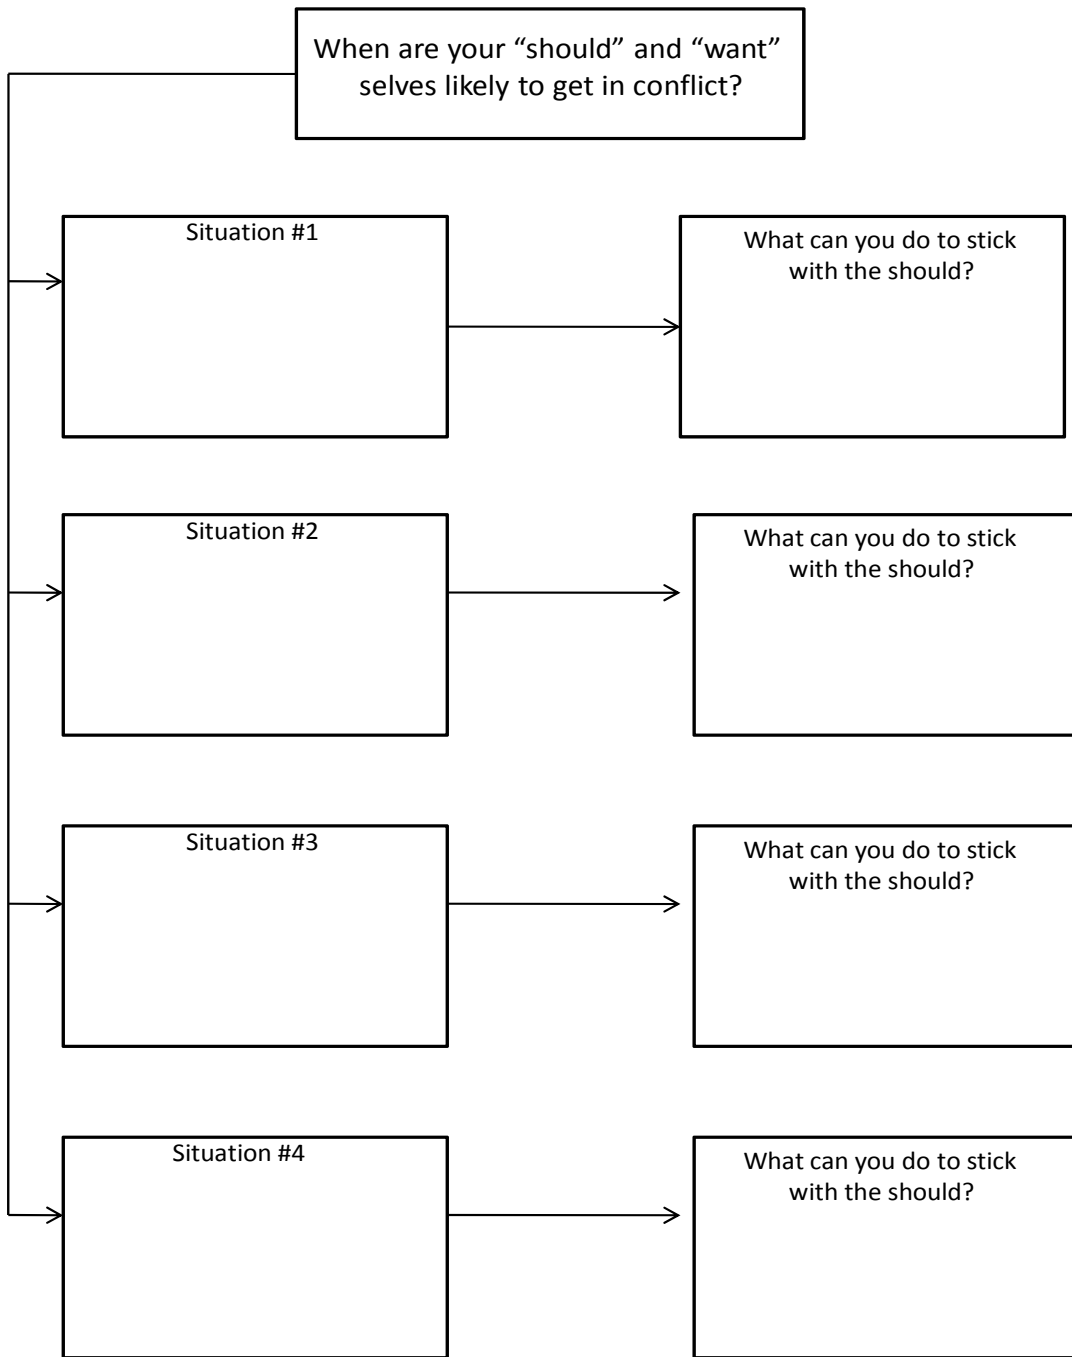 When are your “should” and “want”
selves likely to get in conflict?
Situation #1
What can you do to stick
with the should?
Situation #2
What can you do to stick
with the should?
Situation #3
What can you do to stick
with the should?
Situation #4
What can you do to stick
with the should?